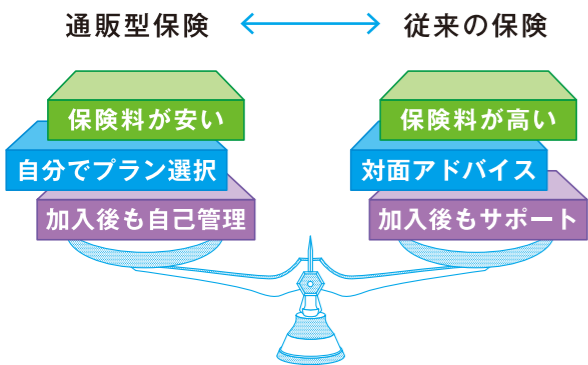 通販型保険
従来の保険
保険料が安い
自分でプラン選択
加入後も自己管理
保険料が高い
対面アドバイス
加入後もサポート